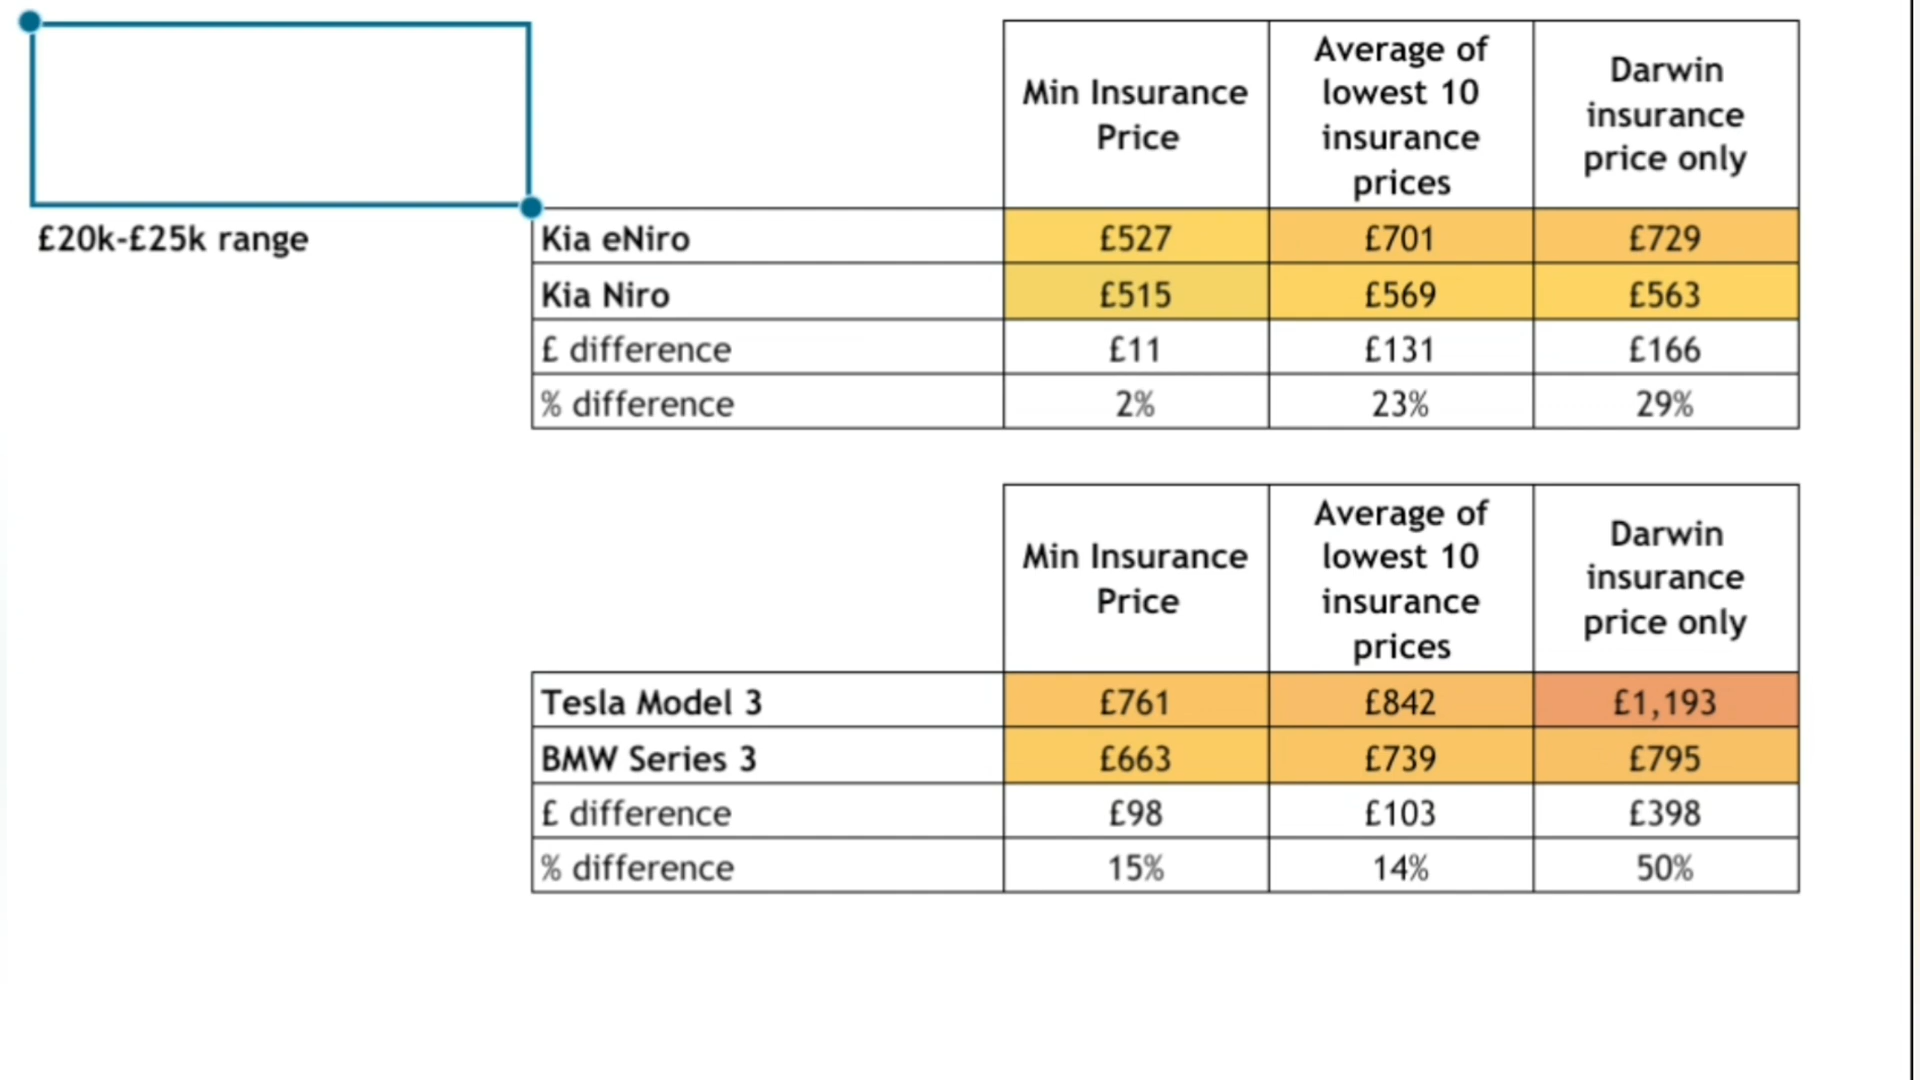 Min Insurance Price | Average of lowest 10 insurance prices | Darwin insurance price only
£20k-£25k range | Kia eNiro | £527 | £701 | £729
Kia Niro | £515 | £569 | £563
£ difference | £11 | £131 | £166
% difference | 2% | 23% | 29%
Min Insurance Price | Average of lowest 10 insurance prices | Darwin insurance price only
Tesla Model 3 | £761 | £842 | £1,193
BMW Series 3 | £663 | £739 | £795
£ difference | £98 | £103 | £398
% difference | 15% | 14% | 50%